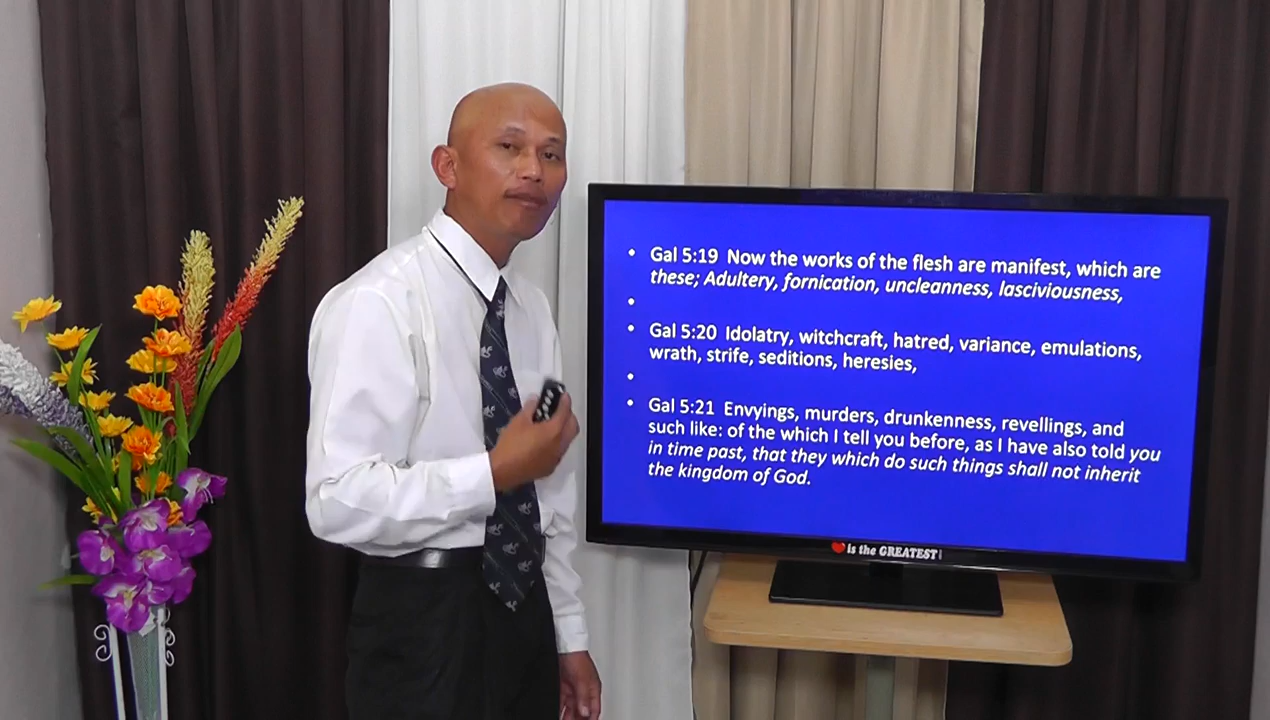 • Gal 5:19 Now the works of the flesh are manifest, which are
these; Adultery, fornication, uncleanness, lasciviousness,
•
• Gal 5:20 Idolatry, witchcraft, hatred, variance, emulations,
wrath, strife, seditions, heresies,
•
• Gal 5:21 Envyings, murders, drunkenness, revellings, and
such like: of the which I tell you before, as I have also told you
in time past, that they which do such things shall not inherit
the kingdom of God.
❤ is the GREATEST!